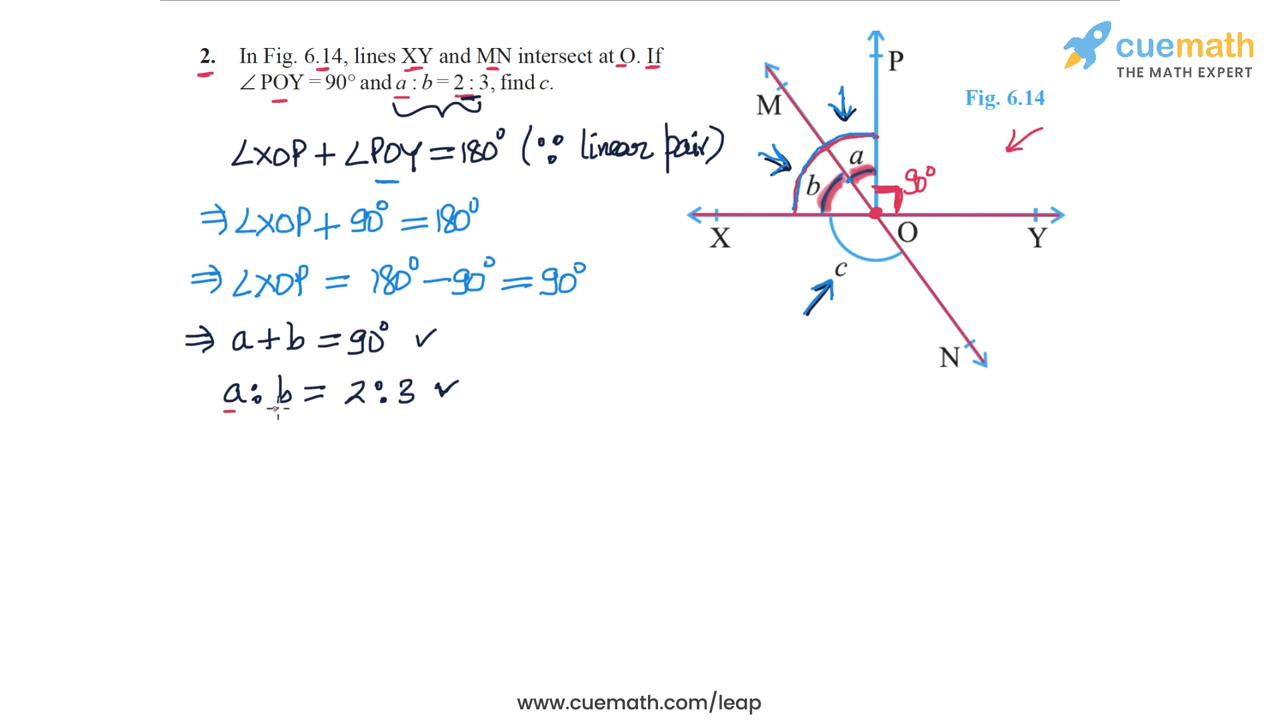 2. In Fig. 6.14, lines XY and MN intersect at O. If
∠ POY = 90° and a : b = 2 : 3, find c.
∠XOP + ∠POY = 180° (∵ linear pair)
⇒ ∠XOP + 90° = 180°
⇒ ∠XOP = 180° − 90° = 90°
⇒ a + b = 90° ✓
a : b = 2 : 3 ✓
cuemath
THE MATH EXPERT
Fig. 6.14
P
M
a
90°
b
X
O
Y
c
N
www.cuemath.com/leap